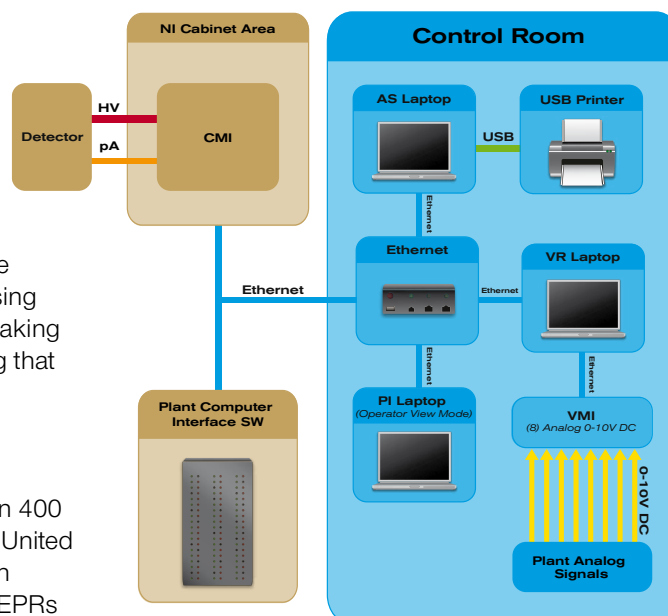 NI Cabinet Area
Control Room
AS Laptop
USB Printer
HV
Detector
CMI
USB
pA
Ethernet
Ethernet
VR Laptop
Ethernet
Ethernet
Ethernet
Ethernet
PI Laptop
(Operator View Mode)
VMI
(8) Analog 0-10V DC
Plant Computer
Interface SW
0-10V DC
Plant Analog
Signals
e
sing
aking
g that
n 400
United
n
EPRs